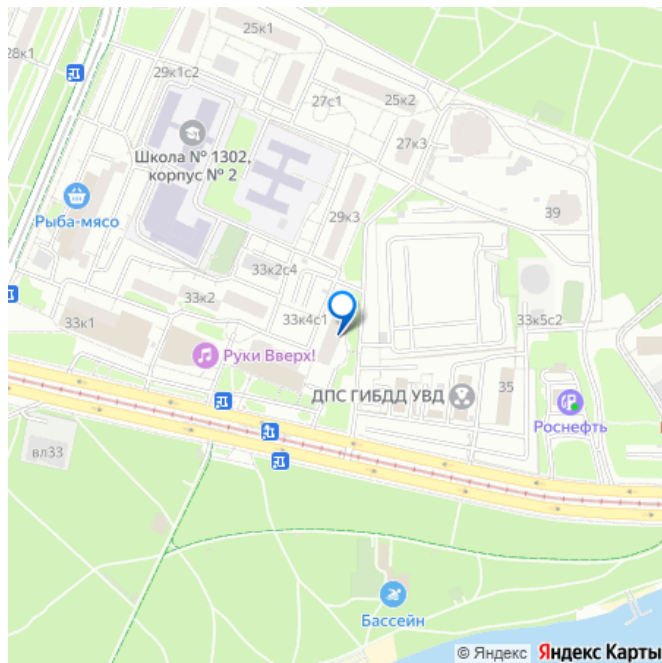 25к1
28к1
29к1с2
27с1
25к2
27к3
Школа № 1302,
корпус № 2
Рыба-мясо
29к3
39
33к2с4
33к2
33к4с1
33к5с2
33к1
Руки Вверх!
ДПС ГИБДД УВД
35
Роснефть
вл33
Бассейн
© Яндекс Яндекс Карты